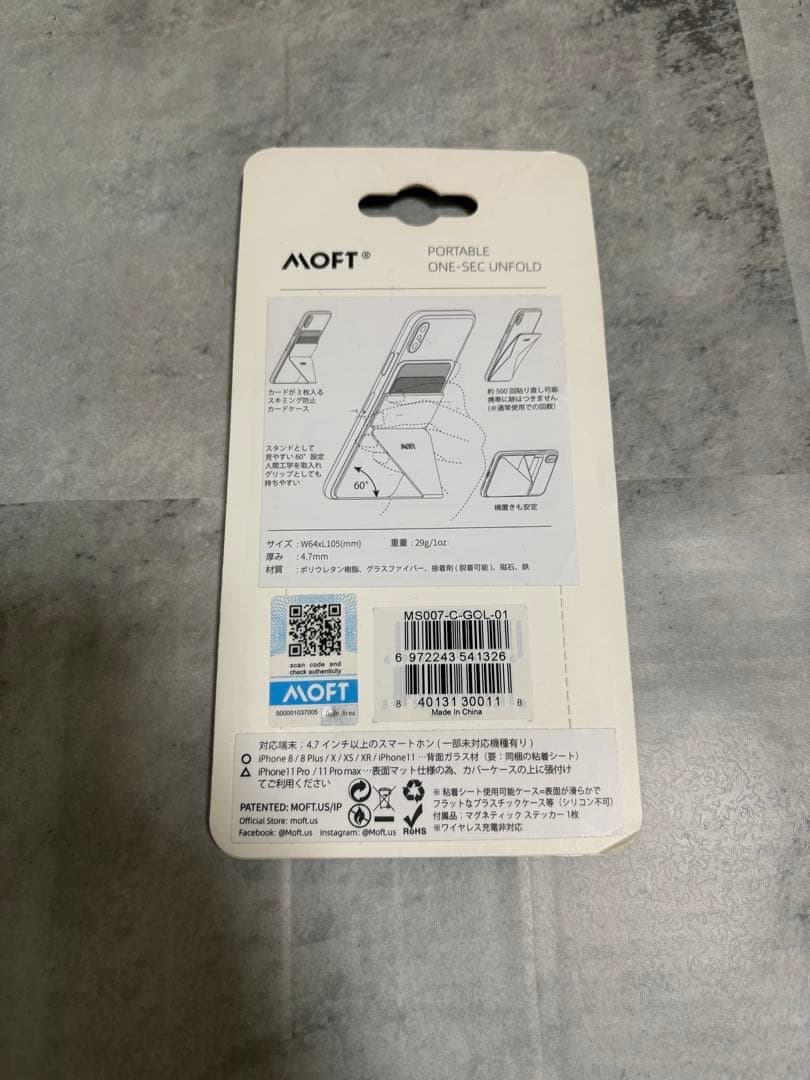 MOFT®
PORTABLE
ONE-SEC UNFOLD
カードが3枚入る
スキミング防止
カードケース
約500回貼り直し可能
携帯に跡はつきません
(※通常使用での回数)
スタンドとして
見やすい60°設定
人間工学を取入れ
グリップとしても
持ちやすい
MOFT
60°
横置きも安定
サイズ : W64xL105(mm) 重量 : 29g/1oz
厚み : 4.7mm
材質 : ポリウレタン樹脂、グラスファイバー、接着剤(脱着可能)、磁石、鉄
scan code and
check authenticity
MOFT
500001037005 Open Area
MS007-C-GOL-01
6 972243 541326
8 40131 30011 8
Made In China
対応端末：4.7 インチ以上のスマートホン ( 一部未対応機種有り )
○ iPhone 8 / 8 Plus / X / XS / XR / iPhone11 …背面ガラス材（要：同梱の粘着シート）
△ iPhone11 Pro / 11 Pro max …表面マット仕様の為、カバーケースの上に張付け
てご利用ください
PATENTED: MOFT.US/IP
Official Store: moft.us
Facebook: @Moft.us Instagram: @Moft.us
RoHS
※ 粘着シート使用可能ケース=表面が滑らかで
フラットなプラスチックケース等（シリコン不可）
付属品：マグネティック ステッカー 1枚
※ワイヤレス充電非対応